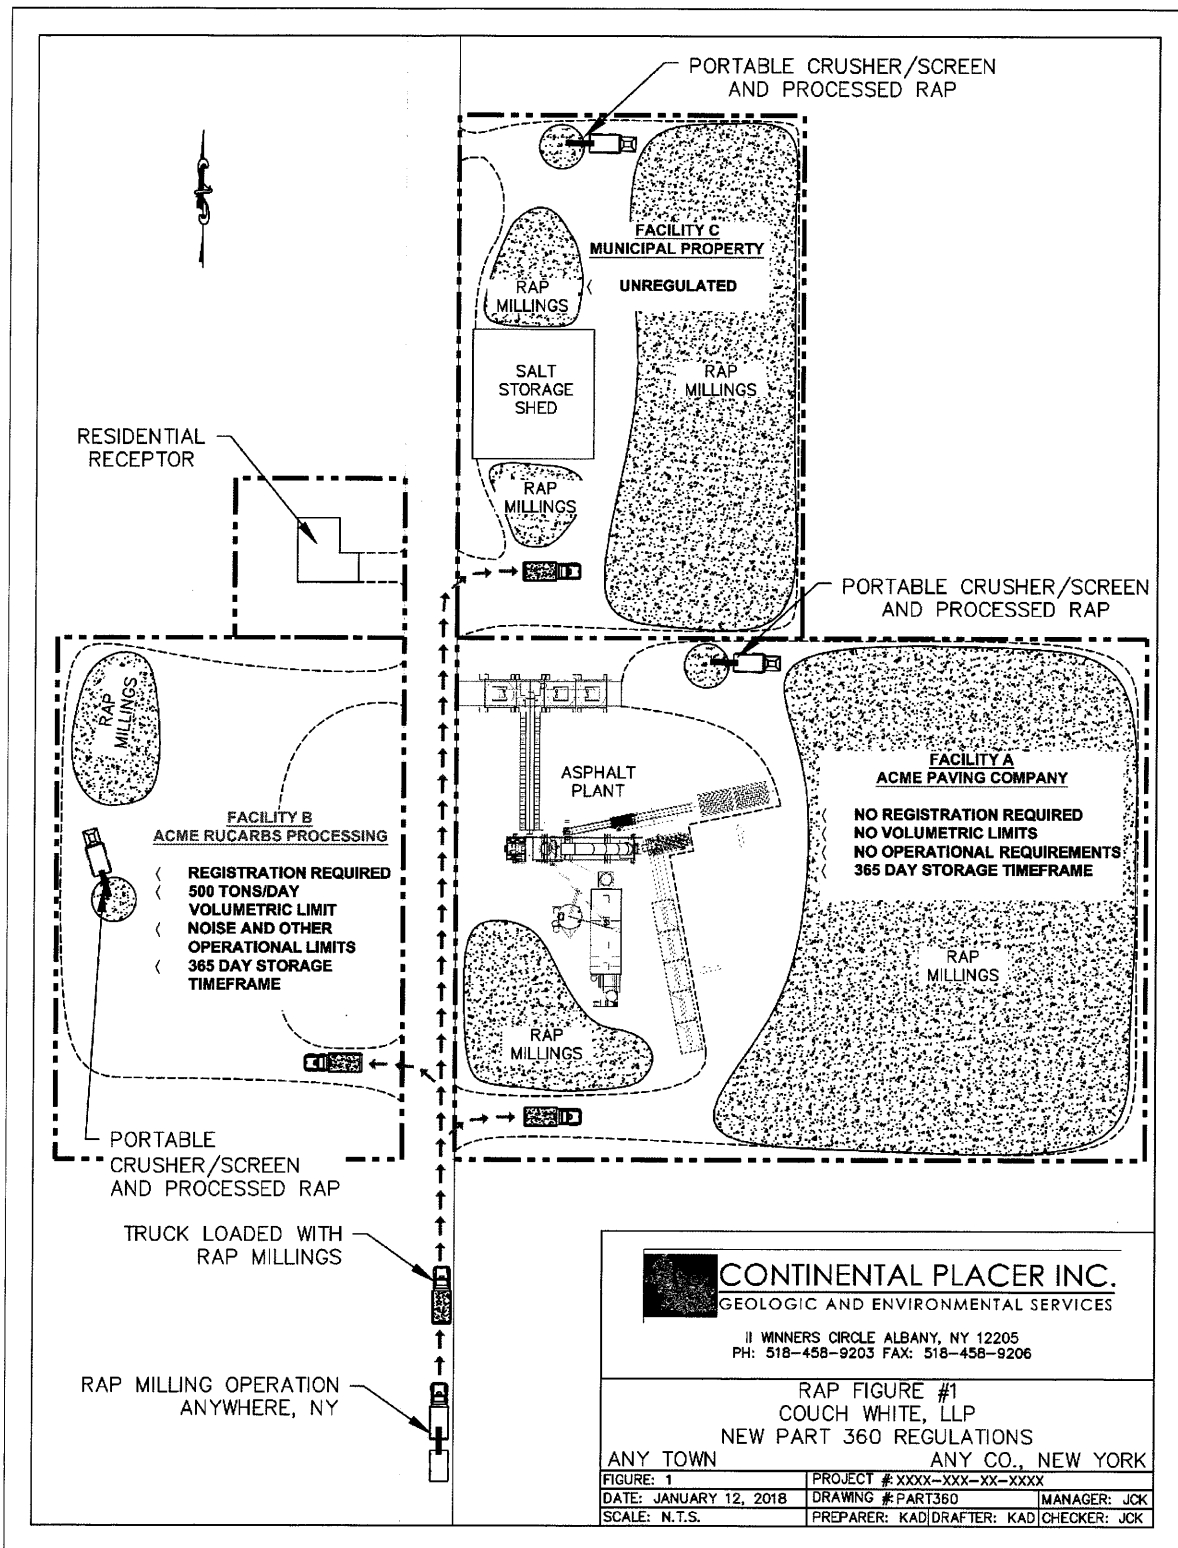 PORTABLE CRUSHER/SCREEN
AND PROCESSED RAP
FACILITY C
MUNICIPAL PROPERTY
UNREGULATED
RAP
MILLINGS
SALT
STORAGE
SHED
RAP
MILLINGS
RESIDENTIAL
RECEPTOR
RAP
MILLINGS
PORTABLE CRUSHER/SCREEN
AND PROCESSED RAP
RAP
MILLINGS
ASPHALT
PLANT
FACILITY A
ACME PAVING COMPANY
NO REGISTRATION REQUIRED
NO VOLUMETRIC LIMITS
NO OPERATIONAL REQUIREMENTS
365 DAY STORAGE TIMEFRAME
FACILITY B
ACME RUCARBS PROCESSING
REGISTRATION REQUIRED
500 TONS/DAY
VOLUMETRIC LIMIT
NOISE AND OTHER
OPERATIONAL LIMITS
365 DAY STORAGE
TIMEFRAME
RAP
MILLINGS
RAP
MILLINGS
PORTABLE
CRUSHER/SCREEN
AND PROCESSED RAP
TRUCK LOADED WITH
RAP MILLINGS
RAP MILLING OPERATION
ANYWHERE, NY
CONTINENTAL PLACER INC.
GEOLOGIC AND ENVIRONMENTAL SERVICES
II WINNERS CIRCLE ALBANY, NY 12205
PH: 518-458-9203 FAX: 518-458-9206
RAP FIGURE #1
COUCH WHITE, LLP
NEW PART 360 REGULATIONS
ANY TOWN ANY CO., NEW YORK
FIGURE: 1 PROJECT #: XXXX-XXX-XX-XXXX
DATE: JANUARY 12, 2018 DRAWING #: PART360 MANAGER: JCK
SCALE: N.T.S. PREPARER: KAD DRAFTER: KAD CHECKER: JCK